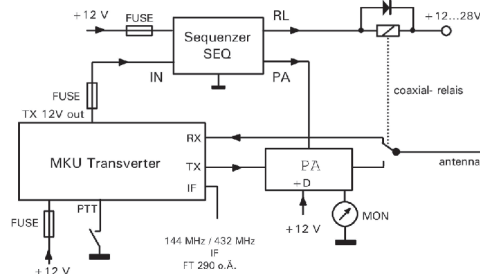 +12 V
FUSE
Sequenzer
SEQ
RL
+12...28V
IN
PA
FUSE
TX 12V out
coaxial- relais
MKU Transverter
RX
TX
IF
PA
+D
antenna
FUSE
PTT
MON
+12 V
144 MHz / 432 MHz
IF
FT 290 o.Ä.
+12 V